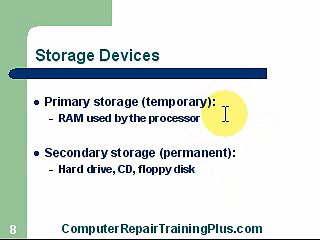 Storage Devices
● Primary storage (temporary):
– RAM used by the processor
● Secondary storage (permanent):
– Hard drive, CD, floppy disk
8
ComputerRepairTrainingPlus.com